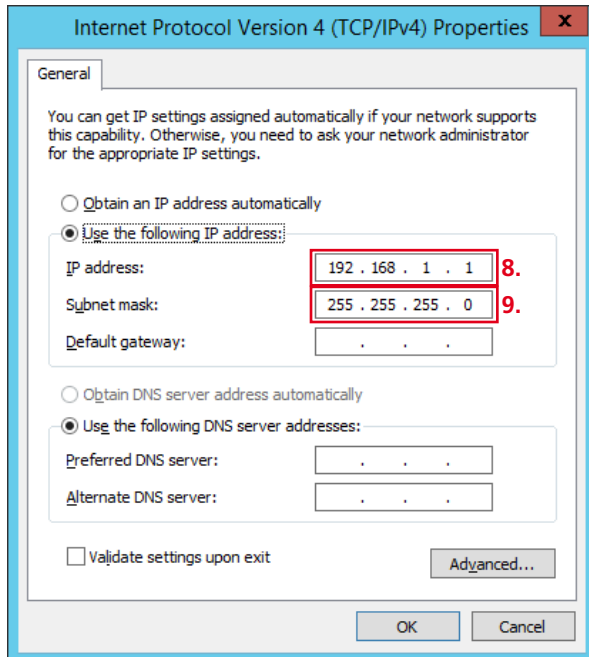 Internet Protocol Version 4 (TCP/IPv4) Properties x
General
You can get IP settings assigned automatically if your network supports
this capability. Otherwise, you need to ask your network administrator
for the appropriate IP settings.
Obtain an IP address automatically
Use the following IP address:
IP address: 192 . 168 . 1 . 1 8.
Subnet mask: 255 . 255 . 255 . 0 9.
Default gateway: . . .
Obtain DNS server address automatically
Use the following DNS server addresses:
Preferred DNS server: . . .
Alternate DNS server: . . .
Validate settings upon exit
Advanced...
OK Cancel